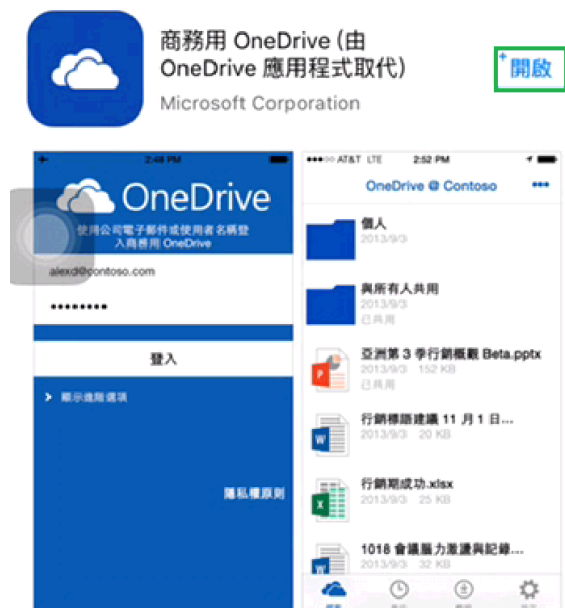 商務用 OneDrive (由
OneDrive 應用程式取代)
開啟
Microsoft Corporation
2:48 PM
OneDrive
使用公司電子郵件或使用者名稱登
入商務用 OneDrive
alexd@contoso.com
登入
顯示進階選項
隱私權原則
AT&T LTE 2:52 PM
OneDrive @ Contoso
個人
2013/9/3
與所有人共用
2013/9/3
已共用
亞洲第 3 季行銷概觀 Beta.pptx
2013/9/3 152 KB
已共用
行銷標語建議 11 月 1 日...
2013/9/3 20 KB
行銷期成功.xlsx
2013/9/3 25 KB
1018 會議腦力激盪與記錄...
2013/9/3 32 KB